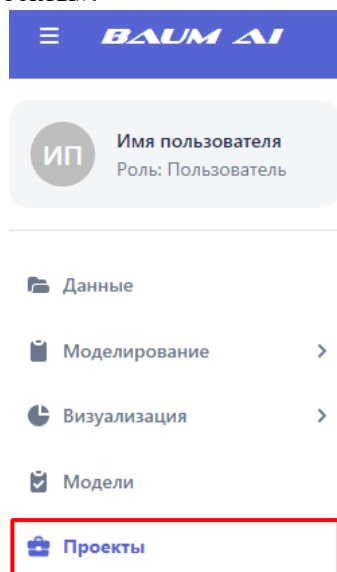 BAUM AI
ИП
Имя пользователя
Роль: Пользователь
Данные
Моделирование
Визуализация
Модели
Проекты